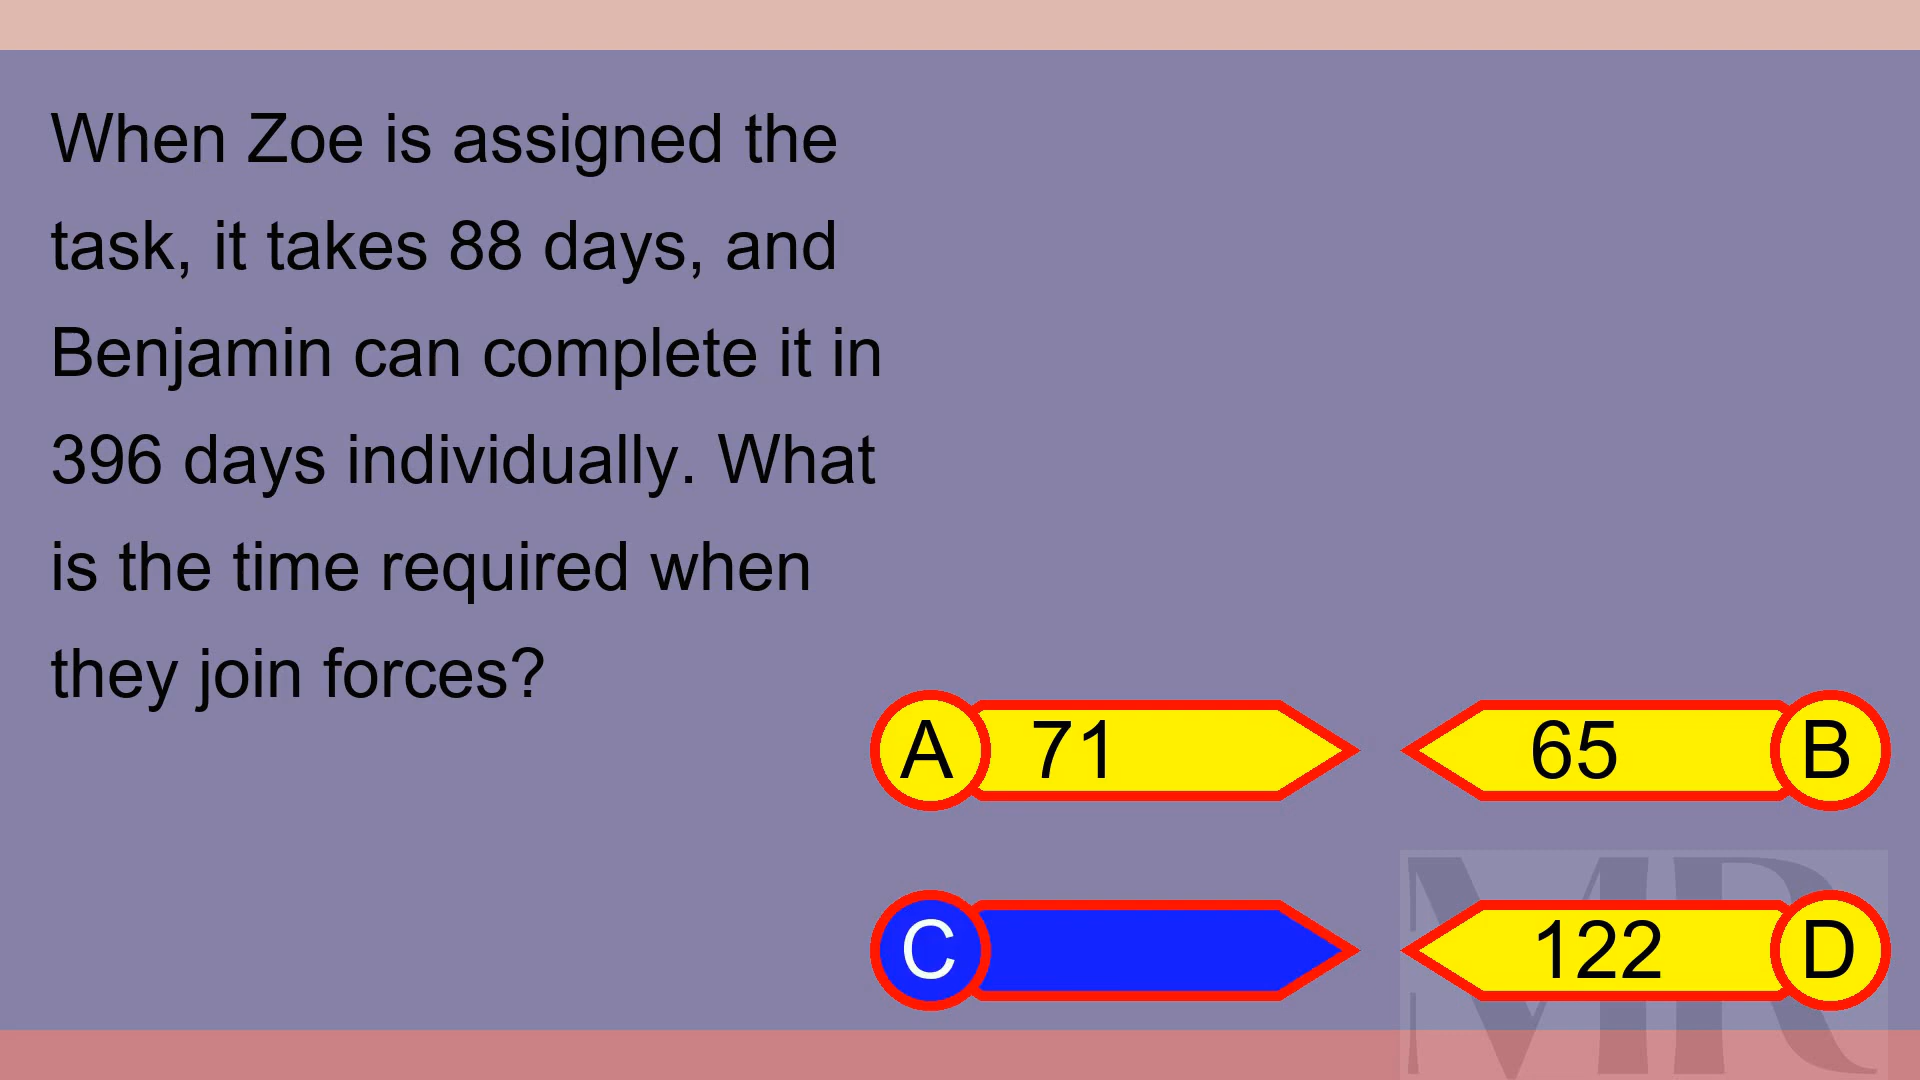 When Zoe is assigned the
task, it takes 88 days, and
Benjamin can complete it in
396 days individually. What
is the time required when
they join forces?
A 71
65 B
C
122 D
MR